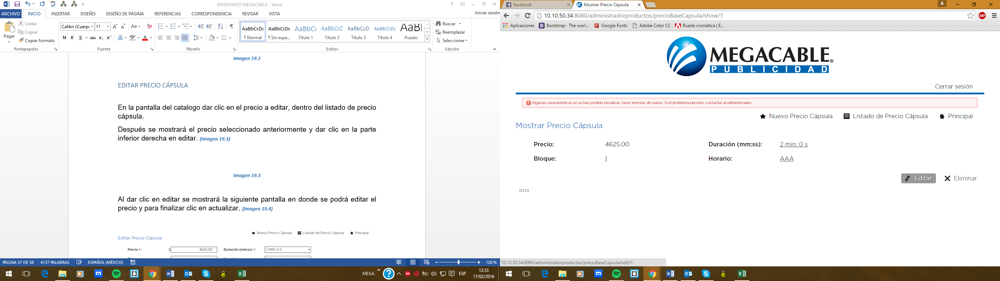 INVENTARIO MEGACABLE - Word
ARCHIVO INICIO INSERTAR DISEÑO DISEÑO DE PÁGINA REFERENCIAS CORRESPONDENCIA REVISAR VISTA Iniciar sesión
Pegar
Cortar
Copiar
Copiar formato
Portapapeles
Calibri (Cuerpo 11
Fuente
Párrafo
AaBbCcDc AaBbCcDc AaBbCc AaBbCcD AaBbCcD AaBbCcDc AaBl
¶ Normal ¶ Sin espa... Título 1 Título 2 Título 3 Título 4 Puesto
Estilos
Buscar
Reemplazar
Seleccionar
Edición
Imagen 19.2
EDITAR PRECIO CÁPSULA
En la pantalla del catalogo dar clic en el precio a editar, dentro del listado de precio
cápsula.
Después se mostrará el precio seleccionado anteriormente y dar clic en la parte
inferior derecha en editar. (Imagen 19.3)
Imagen 19.3
Al dar clic en editar se mostrará la siguiente pantalla en donde se podrá editar el
precio y para finalizar clic en actualizar. (Imagen 19.4)
Nuevo Precio Cápsula Listado de Precio Cápsula Principal
Editar Precio Cápsula
Precio •: $ 4625.00 Duración (mm:ss) •: 2 MIN: 0 S
PÁGINA 57 DE 58 4137 PALABRAS ESPAÑOL (MÉXICO) 120 %
MEGA » ESP 12:53
17/02/2016
Facebook
Mostrar Precio Cápsula
10.10.50.34:8080/administradorproductos/precioBaseCapsula/show/1
ABP
Aplicaciones Bootstrap · The worl... Google Fonts Adobe Color CC Rueda cromática | E...
MEGACABLE®
PUBLICIDAD
Cerrar sesión
Algunas características no se han podido inicializar, favor intentar de nuevo. Si el problema persiste, contactar al administrador.
Nuevo Precio Cápsula Listado de Precio Cápsula Principal
Mostrar Precio Cápsula
Precio: 4625.00 Duración (mm:ss): 2 min: 0 s
Bloque: 1 Horario: AAA
Editar Eliminar
0.1.23
10.10.50.34:8080/administradorproductos/precioBaseCapsula/edit/1